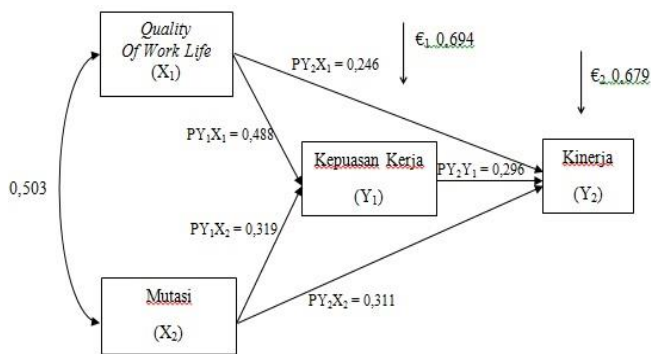 Quality
Of Work Life
(X₁)
€₁ 0,694
€₂ 0,679
PY₂X₁ = 0,246
PY₁X₁ = 0,488
Kepuasan Kerja
(Y₁)
PY₂Y₁ = 0,296
Kinerja
(Y₂)
0,503
PY₁X₂ = 0,319
Mutasi
(X₂)
PY₂X₂ = 0,311